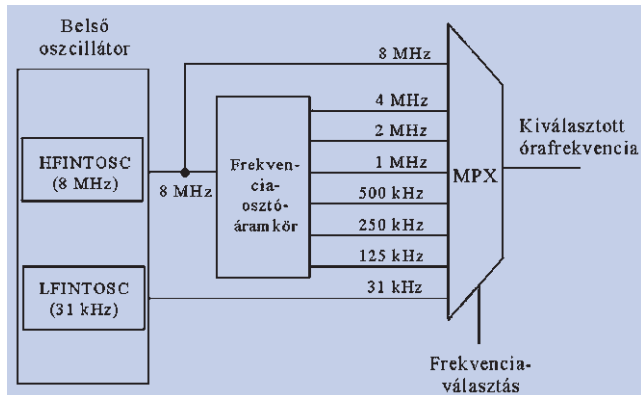 Belső
oszcillátor
HFINTOSC
(8 MHz)
8 MHz
Frekven-
cia-
osztó-
áramkör
8 MHz
4 MHz
2 MHz
1 MHz
500 kHz
250 kHz
125 kHz
31 kHz
LFINTOSC
(31 kHz)
MPX
Kiválasztott
órafrekvencia
Frekvencia-
választás